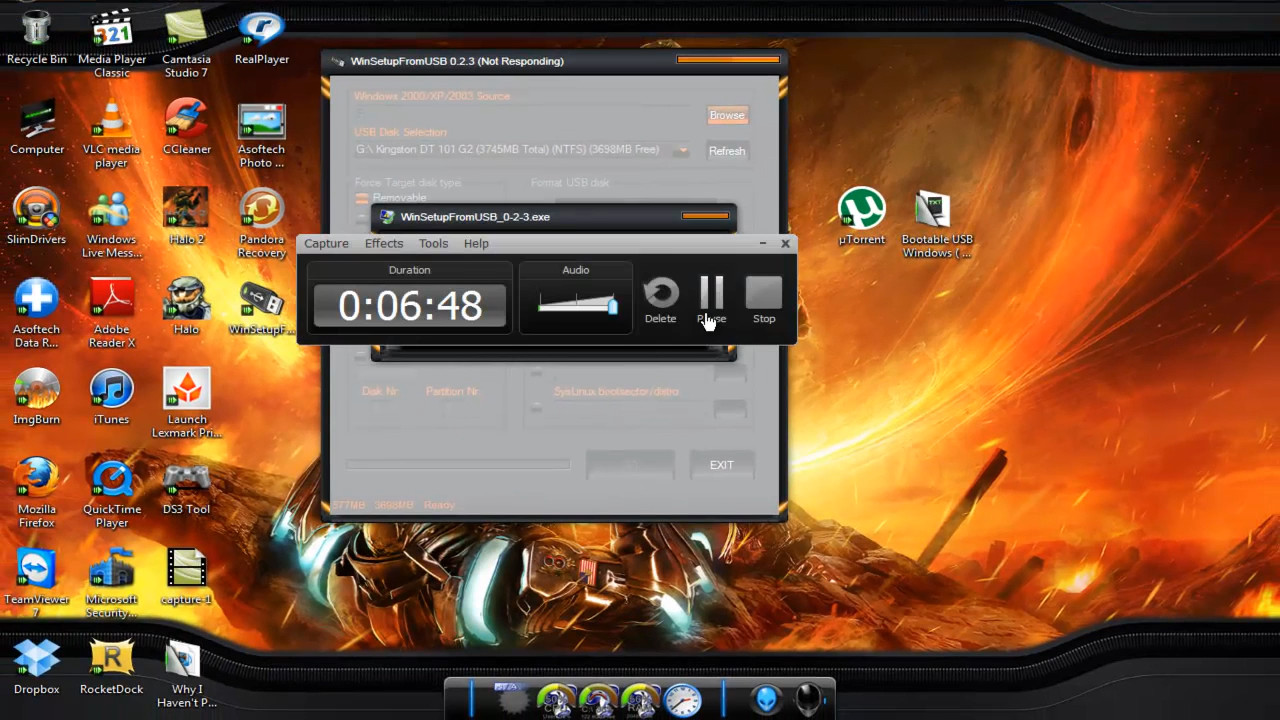 Recycle Bin
Media Player
Classic
Camtasia
Studio 7
RealPlayer
Computer
VLC media
player
CCleaner
Asoftech
Photo ...
SlimDrivers
Windows
Live Mess...
Halo 2
Pandora
Recovery
Asoftech
Data R...
Adobe
Reader X
Halo
WinSetupF...
ImgBurn
iTunes
Launch
Lexmark Pri...
Mozilla
Firefox
QuickTime
Player
DS3 Tool
TeamViewer
7
Microsoft
Security...
capture-1
Dropbox
RocketDock
Why I
Haven't P...
µTorrent
Bootable USB
Windows ( ...
WinSetupFromUSB 0.2.3 (Not Responding)
Windows 2000/XP/2003 Source
Browse
USB Disk Selection
G:\ Kingston DT 101 G2 (3745MB Total) (NTFS) (3698MB Free)
Refresh
Force Target disk type
Format USB disk
Removable
WinSetupFromUSB_0-2-3.exe
Capture Effects Tools Help
Duration
0:06:48
Audio
Delete
Pause
Stop
Disk Nr
Partition Nr
SysLinux bootsector/distro
EXIT
577MB 3698MB Ready